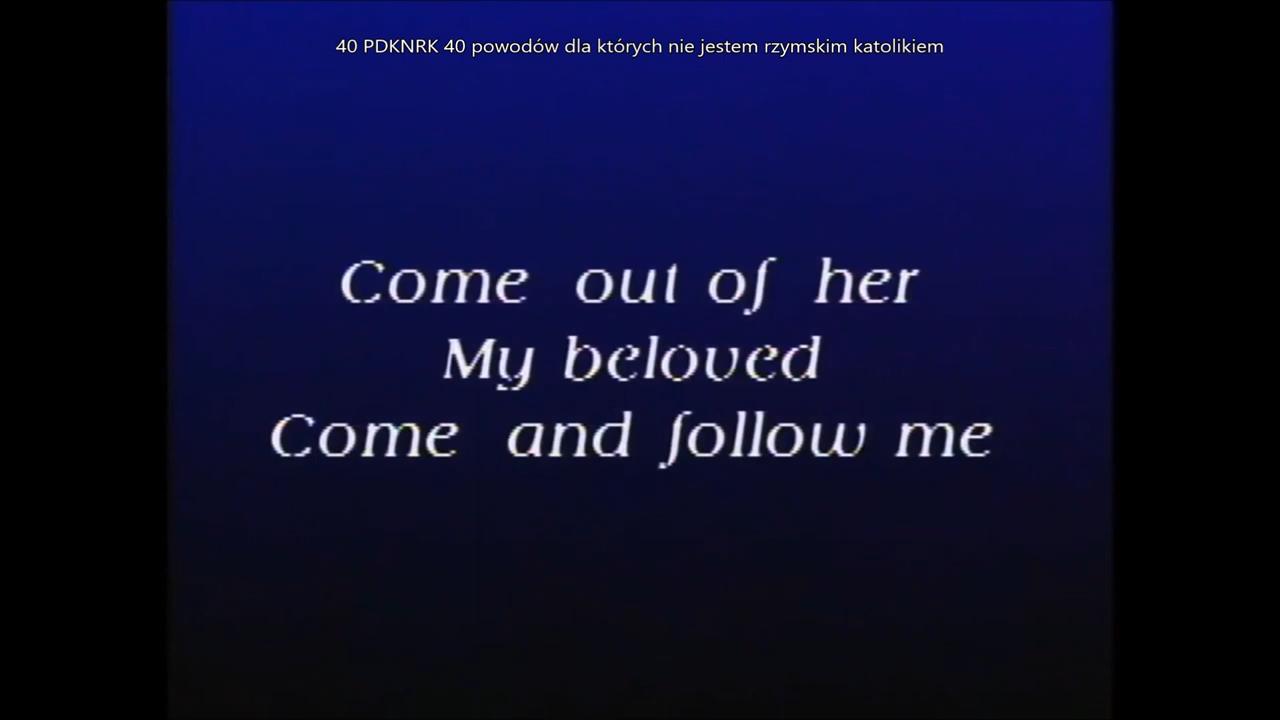 40 PDKNRK 40 powodów dla których nie jestem rzymskim katolikiem
Come out of her
My beloved
Come and follow me